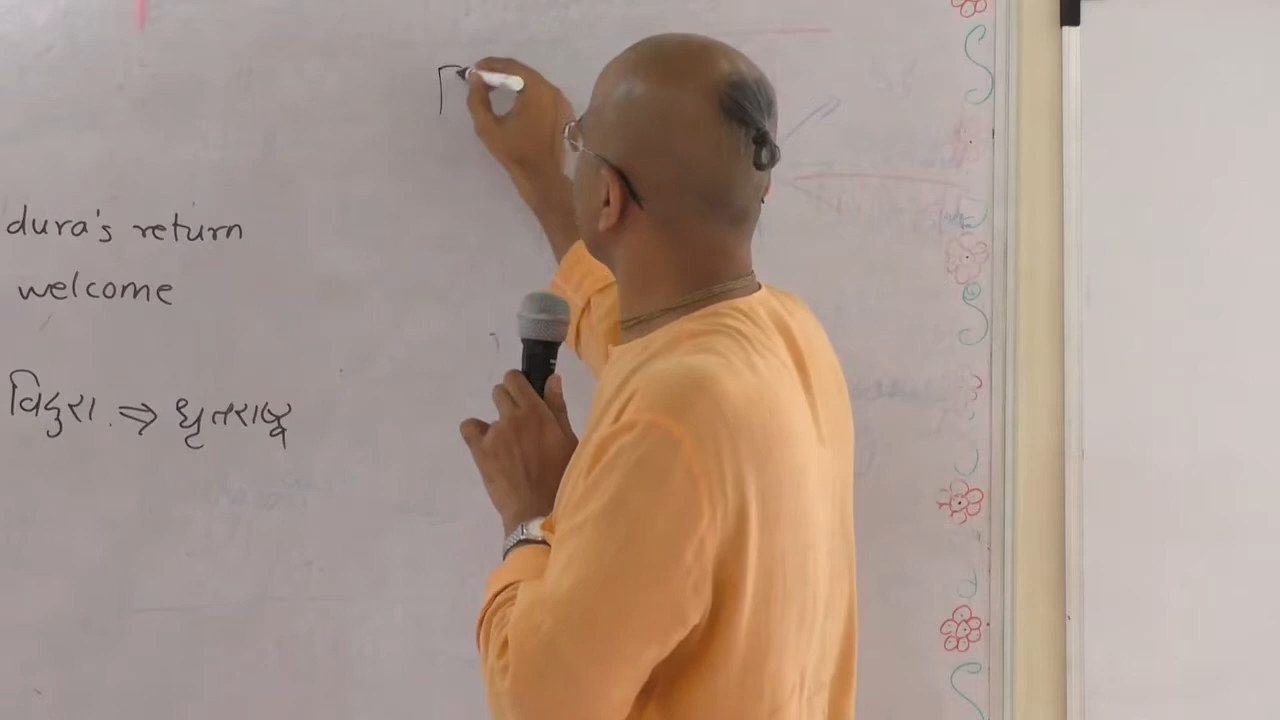 dura's return
welcome
विदुरा. ⇒ धृतराष्ट्र